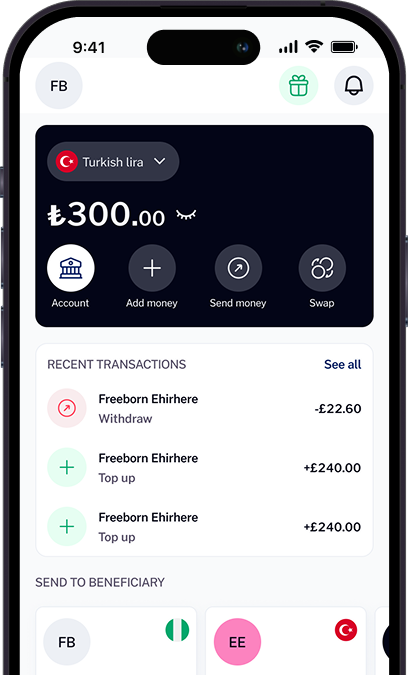 9:41
FB
Turkish lira
₺300.00
Account
Add money
Send money
Swap
RECENT TRANSACTIONS
See all
Freeborn Ehirhere
Withdraw
-£22.60
Freeborn Ehirhere
Top up
+£240.00
Freeborn Ehirhere
Top up
+£240.00
SEND TO BENEFICIARY
FB
EE